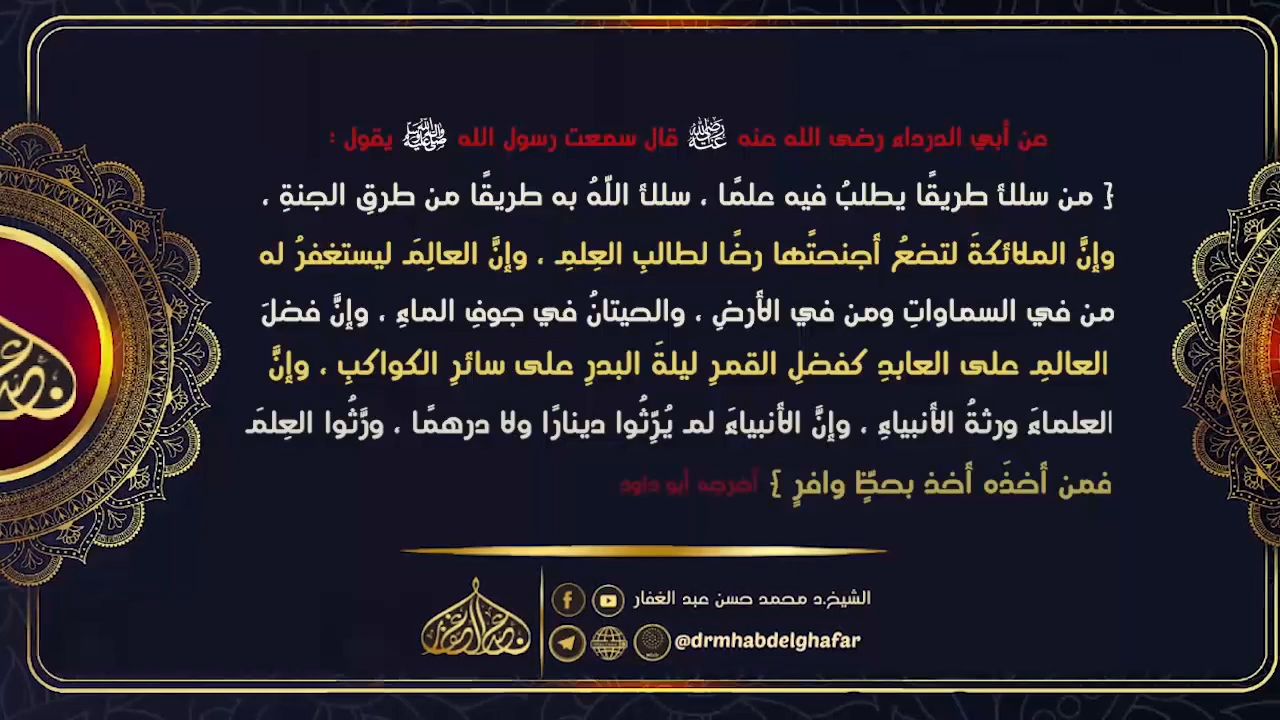 عن أبي الدرداء رضى الله عنه ﵁ قال سمعت رسول الله ﷺ يقول :
{ من سلك طريقًا يطلبُ فيه علمًا ، سلك اللّهُ به طريقًا من طرقِ الجنةِ ،
وإنَّ الملائكةَ لتضعُ أجنحتَها رضًا لطالبِ العِلمِ ، وإنَّ العالِمَ ليستغفرُ له
من في السماواتِ ومن في الأرضِ ، والحيتانُ في جوفِ الماءِ ، وإنَّ فضلَ
العالمِ على العابدِ كفضلِ القمرِ ليلةَ البدرِ على سائرِ الكواكبِ ، وإنَّ
العلماءَ ورثةُ الأنبياءِ ، وإنَّ الأنبياءَ لم يُرِّثُوا دينارًا ولا درهمًا ، ورَّثُوا العِلمَ
فمن أخذَه أخذ بحظٍّ وافرٍ } أخرجه أبو داود
الشيخ.د محمد حسن عبد الغفار
@drmhabdelghafar